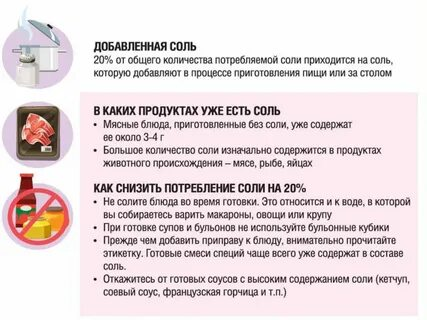 ДОБАВЛЕННАЯ СОЛЬ
20% от общего количества потребляемой соли приходится на соль,
которую добавляют в процессе приготовления пищи или за столом
В КАКИХ ПРОДУКТАХ УЖЕ ЕСТЬ СОЛЬ
• Мясные блюда, приготовленные без соли, уже содержат
ее около 3-4 г
• Большое количество соли изначально содержится в продуктах
животного происхождения – мясе, рыбе, яйцах
КАК СНИЗИТЬ ПОТРЕБЛЕНИЕ СОЛИ НА 20%
• Не солите блюда во время готовки. Это относится и к воде, в которой
вы собираетесь варить макароны, овощи или крупу
• При готовке супов и бульонов не используйте бульонные кубики
• Прежде чем добавить приправу к блюду, внимательно прочитайте
этикетку. Готовые смеси специй чаще всего уже содержат в составе
соль.
• Откажитесь от готовых соусов с высоким содержанием соли (кетчуп,
соевый соус, французская горчица и т.п.)